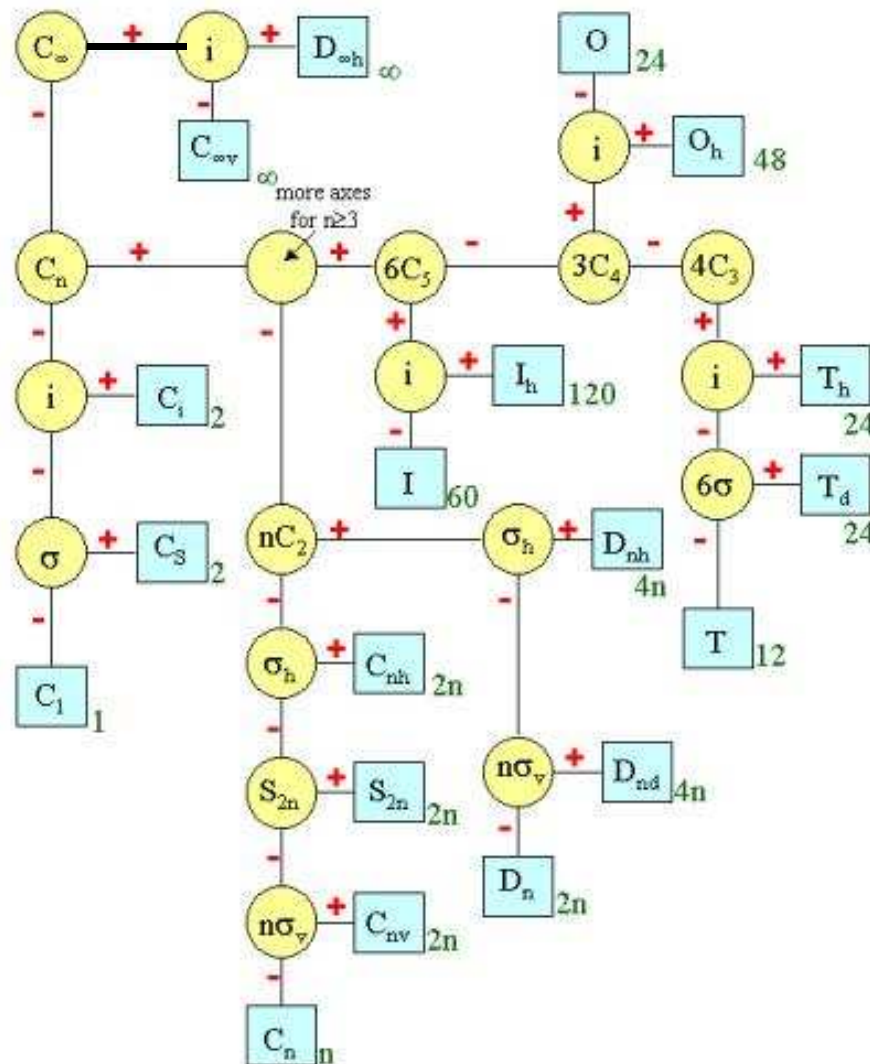 C∞ + i + D∞h ∞
O 24
-
-
C∞v ∞
-
i + Oh 48
more axes
for n≥3
+
Cn + + 6C5 - 3C4 - 4C3
-
-
+
+
i + Ci 2
i + Ih 120
i + Th 24
-
-
-
I 60
6σ + Td 24
σ + CS 2
nC2 + σh + Dnh 4n
-
-
-
-
C1 1
σh + Cnh 2n
T 12
-
S2n + S2n 2n
nσv + Dnd 4n
-
-
nσv + Cnv 2n
Dn 2n
-
Cn n